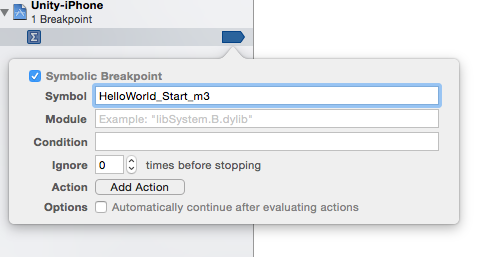 Unity-iPhone
1 Breakpoint
Σ
Symbolic Breakpoint
Symbol HelloWorld_Start_m3
Module Example: "libSystem.B.dylib"
Condition
Ignore 0 times before stopping
Action Add Action
Options Automatically continue after evaluating actions